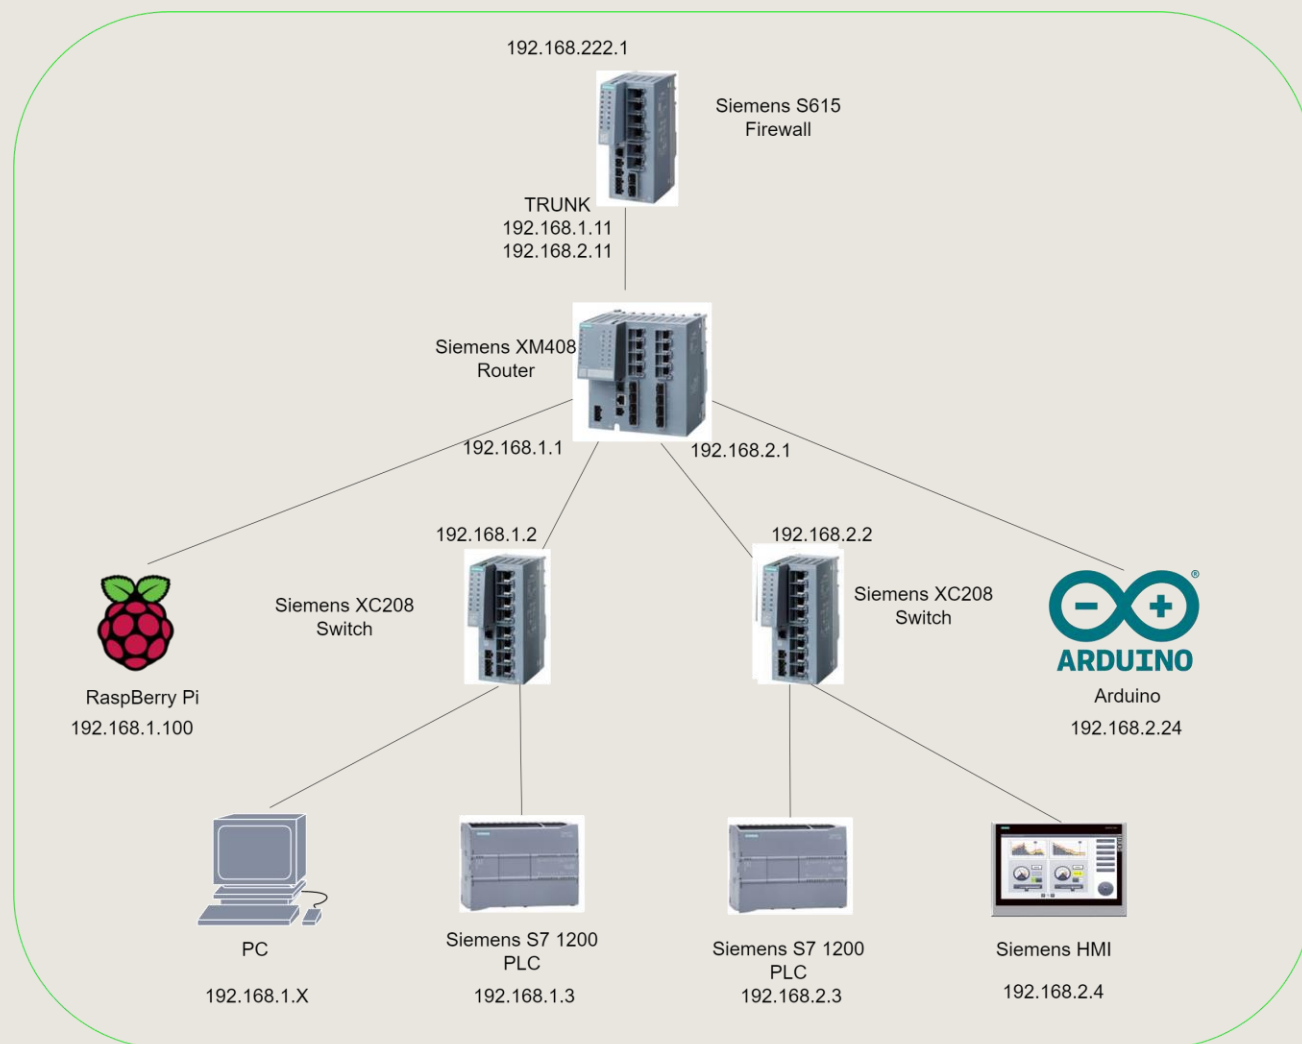 192.168.222.1
Siemens S615
Firewall
TRUNK
192.168.1.11
192.168.2.11
Siemens XM408
Router
192.168.1.1
192.168.2.1
192.168.1.2
192.168.2.2
Siemens XC208
Switch
Siemens XC208
Switch
ARDUINO
®
RaspBerry Pi
192.168.1.100
Arduino
192.168.2.24
PC
192.168.1.X
Siemens S7 1200
PLC
192.168.1.3
Siemens S7 1200
PLC
192.168.2.3
Siemens HMI
192.168.2.4